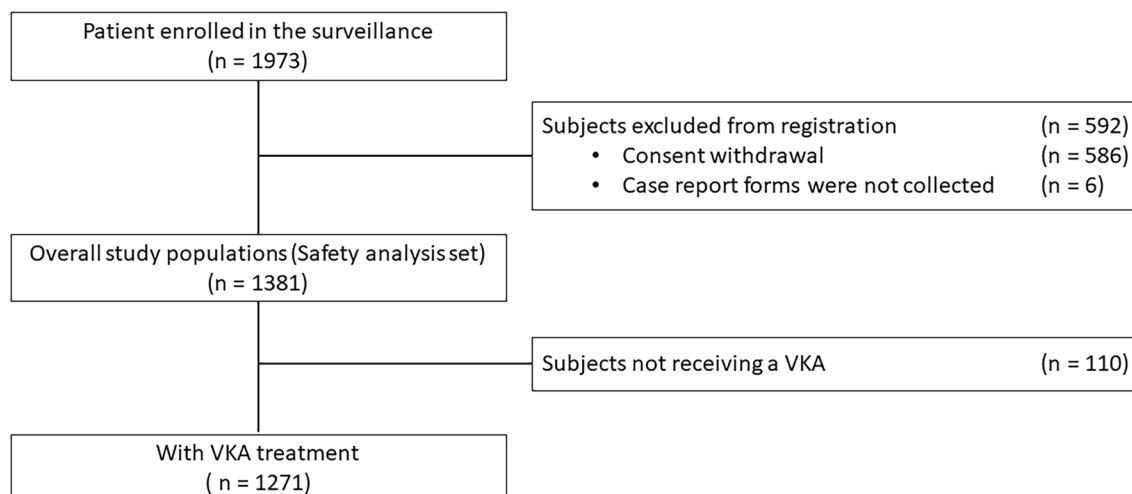 Patient enrolled in the surveillance
(n = 1973)
Subjects excluded from registration (n = 592)
• Consent withdrawal (n = 586)
• Case report forms were not collected (n = 6)
Overall study populations (Safety analysis set)
(n = 1381)
Subjects not receiving a VKA (n = 110)
With VKA treatment
( n = 1271)